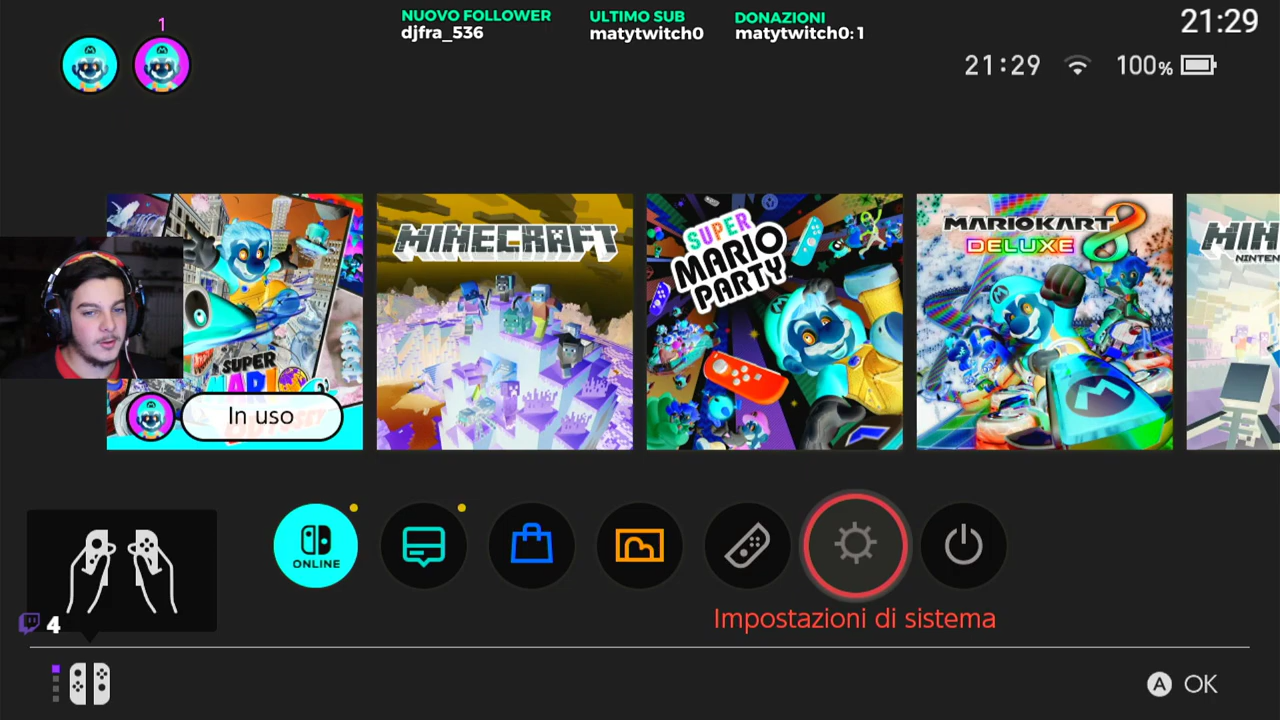 1
NUOVO FOLLOWER
djfra_536
ULTIMO SUB
matytwitch0
DONAZIONI
matytwitch0: 1
21:29
21:29
100%
SUPER
In uso
MINECRAFT
SUPER
MARIO
PARTY
MARIOKART 8
DELUXE
ONLINE
Impostazioni di sistema
4
A OK